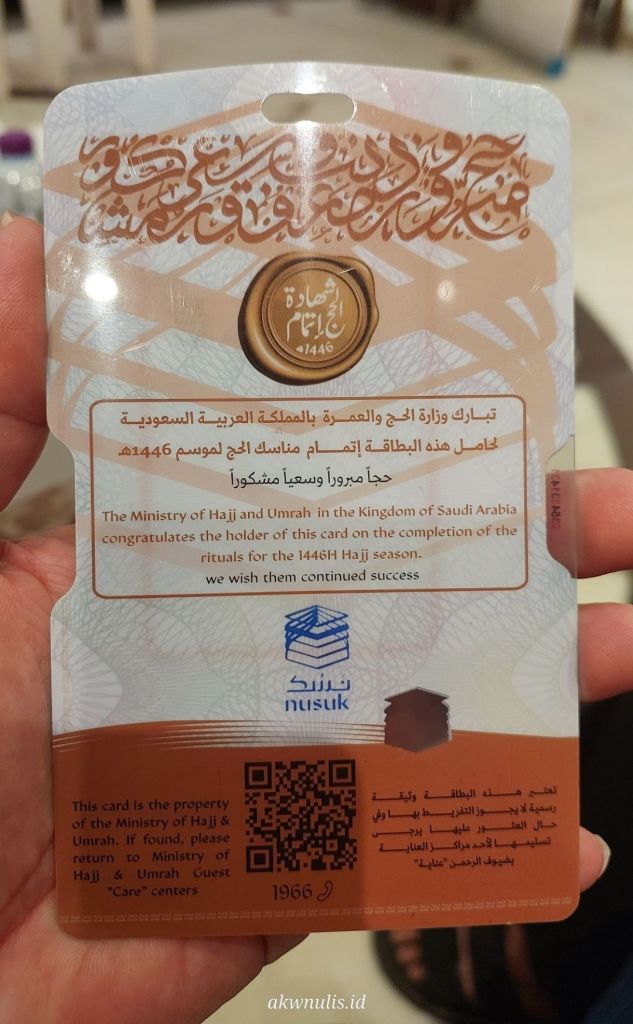 شهادة
إتمام الحج
1446هـ
تبارك وزارة الحج والعمرة بالمملكة العربية السعودية
لحامل هذه البطاقة إتمام مناسك الحج لموسم 1446هـ
حجاً مبروراً وسعياً مشكوراً
The Ministry of Hajj and Umrah in the Kingdom of Saudi Arabia
congratulates the holder of this card on the completion of the
rituals for the 1446H Hajj season.
we wish them continued success
نسك
nusuk
This card is the property
of the Ministry of Hajj &
Umrah. If found, please
return to Ministry of
Hajj & Umrah Guest
"Care" centers
1966
تعتبر هذه البطاقة وثيقة
رسمية لا يجوز التفريط بها وفي
حال العثور عليها يرجى
تسليمها لأحد مراكز العناية
بضيوف الرحمن "عناية"
akwnulis.id